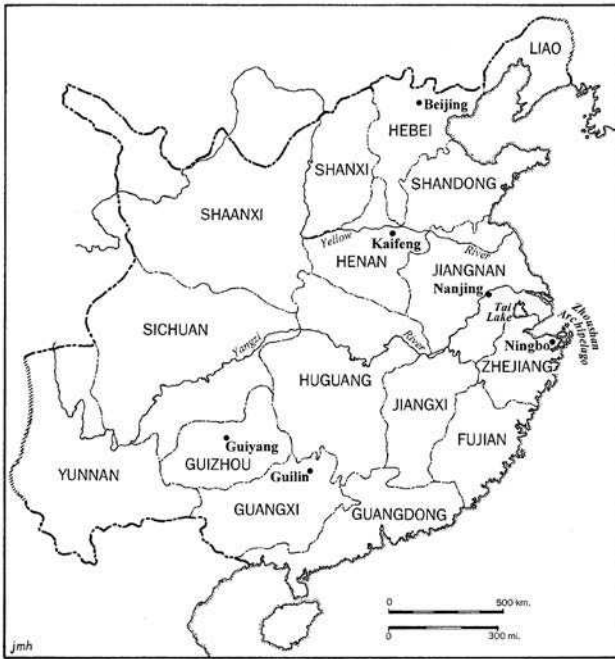 LIAO
Beijing
HEBEI
SHANXI
SHANDONG
SHAANXI
Yellow
River
Kaifeng
HENAN
JIANGNAN
Nanjing
Tai
Lake
Zhoushan
Archipelago
SICHUAN
Yangzi
River
Ningbo
ZHEJIANG
HUGUANG
JIANGXI
FUJIAN
Guiyang
GUIZHOU
YUNNAN
Guilin
GUANGXI
GUANGDONG
0 500 km.
0 300 mi.
jmh